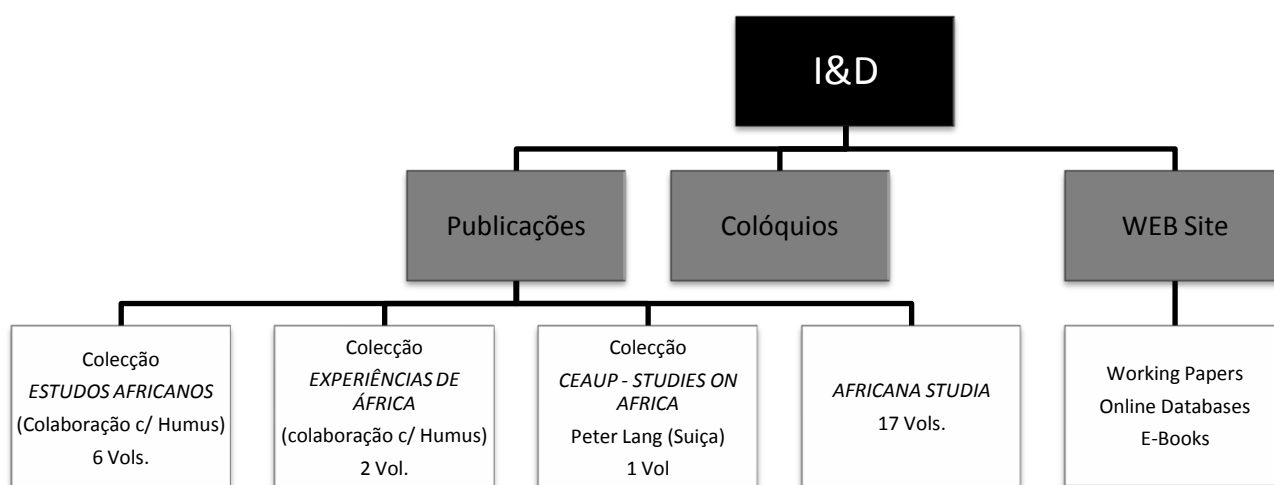 I&D
Publicações
Colóquios
WEB Site
Colecção
ESTUDOS AFRICANOS
(Colaboração c/ Humus)
6 Vols.
Colecção
EXPERIÊNCIAS DE
ÁFRICA
(colaboração c/ Humus)
2 Vol.
Colecção
CEAUP - STUDIES ON
AFRICA
Peter Lang (Suiça)
1 Vol
AFRICANA STUDIA
17 Vols.
Working Papers
Online Databases
E-Books